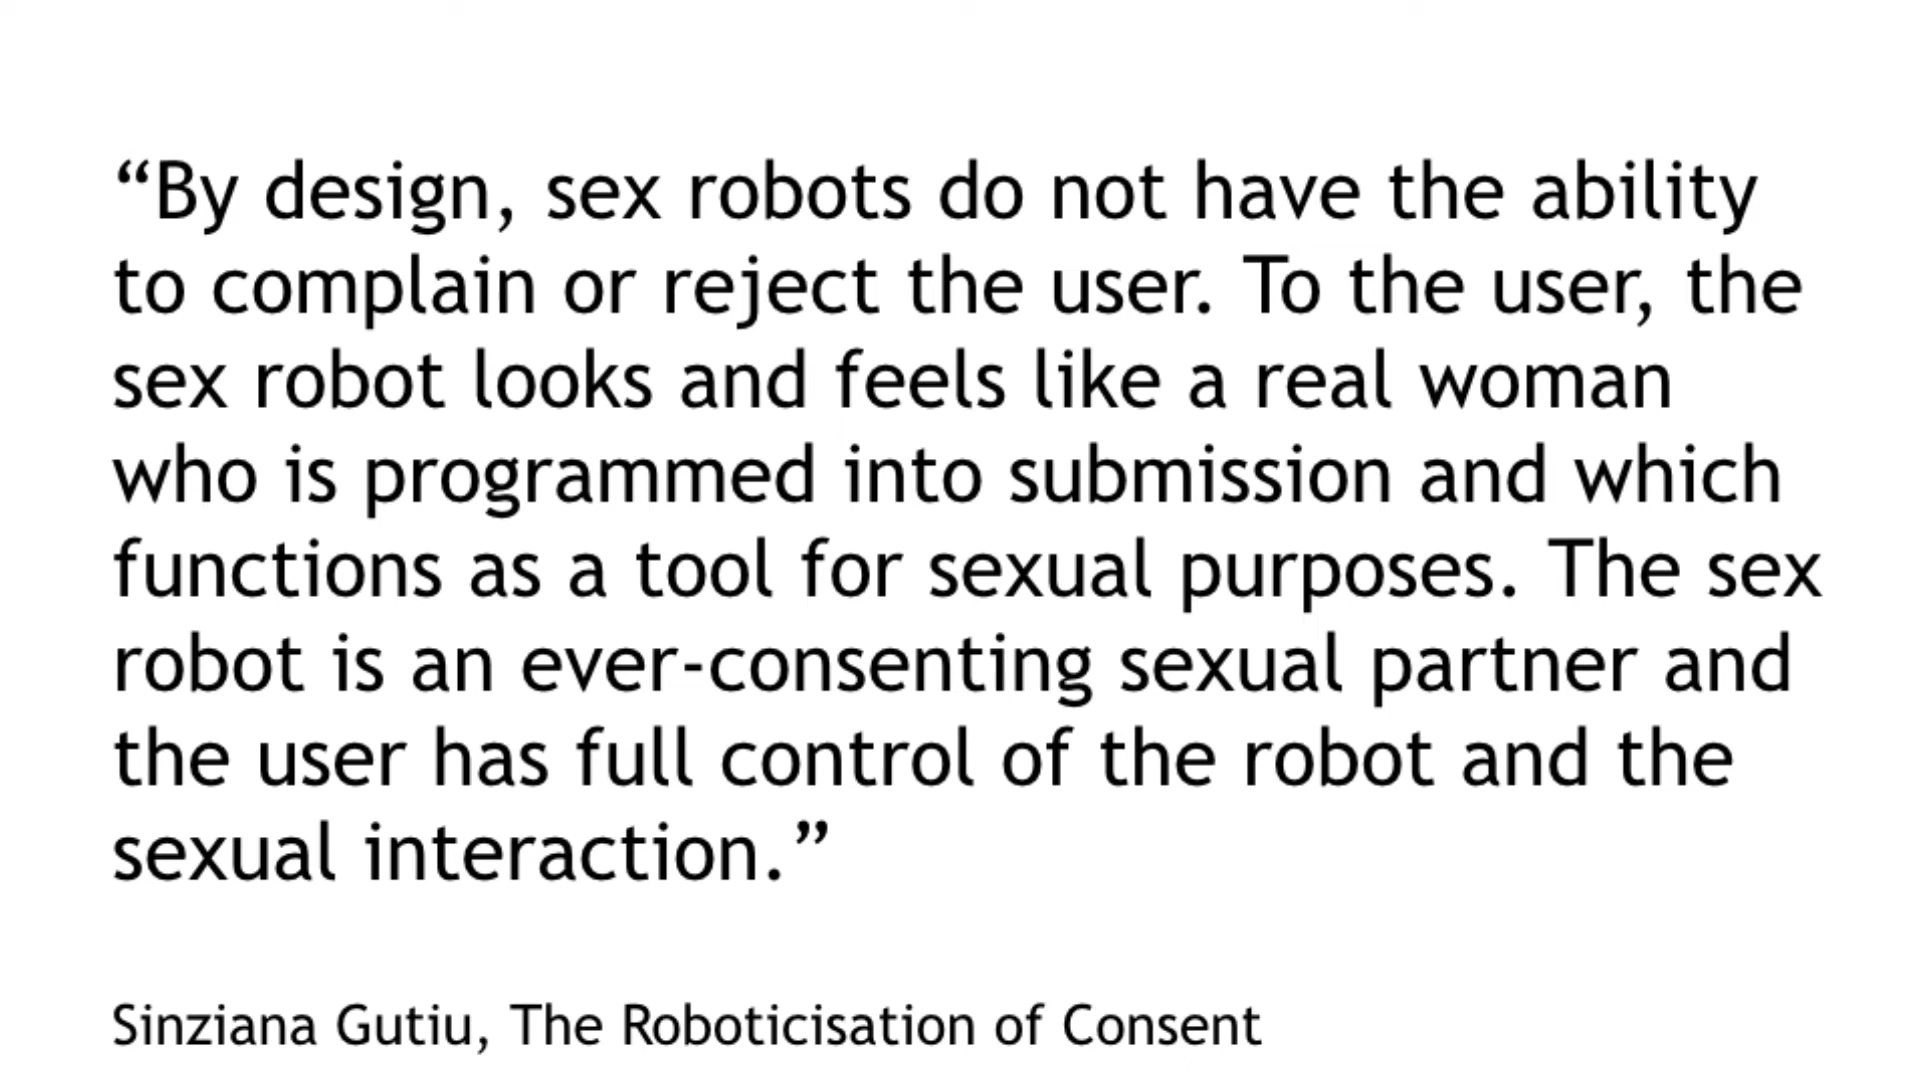 “By design, sex robots do not have the ability
to complain or reject the user. To the user, the
sex robot looks and feels like a real woman
who is programmed into submission and which
functions as a tool for sexual purposes. The sex
robot is an ever-consenting sexual partner and
the user has full control of the robot and the
sexual interaction.”
Sinziana Gutiu, The Roboticisation of Consent